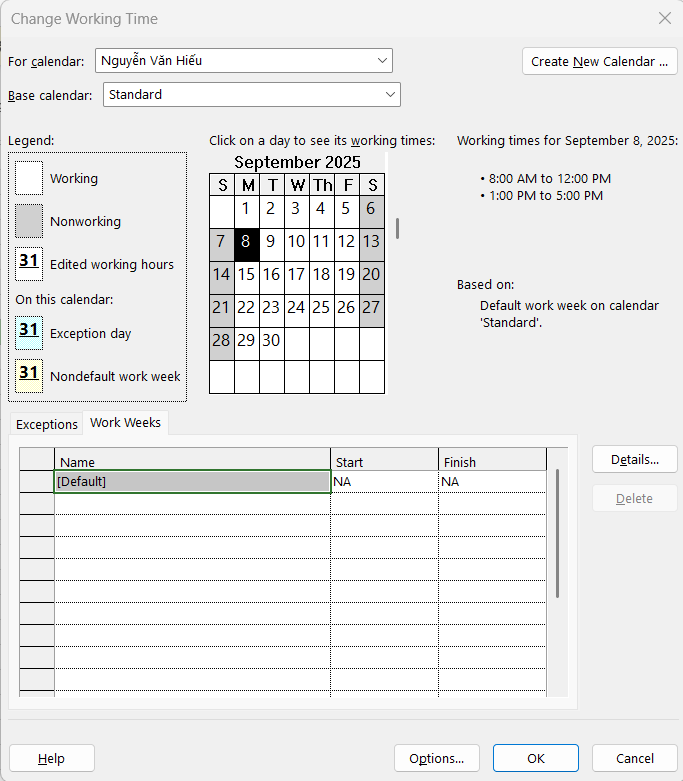 Change Working Time
For calendar: Nguyễn Văn Hiếu
Create New Calendar ...
Base calendar: Standard
Legend:
Working
Nonworking
31 Edited working hours
On this calendar:
31 Exception day
31 Nondefault work week
Click on a day to see its working times:
September 2025
S M T W Th F S
1 2 3 4 5 6
7 8 9 10 11 12 13
14 15 16 17 18 19 20
21 22 23 24 25 26 27
28 29 30
Working times for September 8, 2025:
• 8:00 AM to 12:00 PM
• 1:00 PM to 5:00 PM
Based on:
Default work week on calendar
'Standard'.
Exceptions Work Weeks
Name Start Finish
[Default] NA NA
Details...
Delete
Help Options... OK Cancel